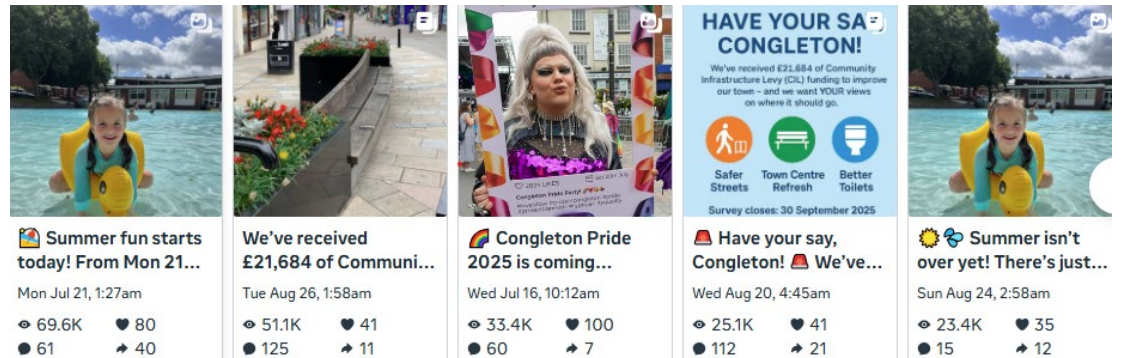 HAVE YOUR SAY
CONGLETON!
We've received £21,684 of Community
Infrastructure Levy (CIL) funding to improve
our town – and we want YOUR views
on where it should go.
Safer
Streets
Town Centre
Refresh
Better
Toilets
Survey closes: 30 September 2025
Congleton Pride Party!
Summer fun starts
today! From Mon 21...
Mon Jul 21, 1:27am
69.6K
80
61
40
We've received
£21,684 of Communi...
Tue Aug 26, 1:58am
51.1K
41
125
11
🌈 Congleton Pride
2025 is coming...
Wed Jul 16, 10:12am
33.4K
100
60
7
🚨 Have your say,
Congleton! 🚨 We've...
Wed Aug 20, 4:45am
25.1K
41
112
21
Summer isn't
over yet! There's just...
Sun Aug 24, 2:58am
23.4K
35
15
12